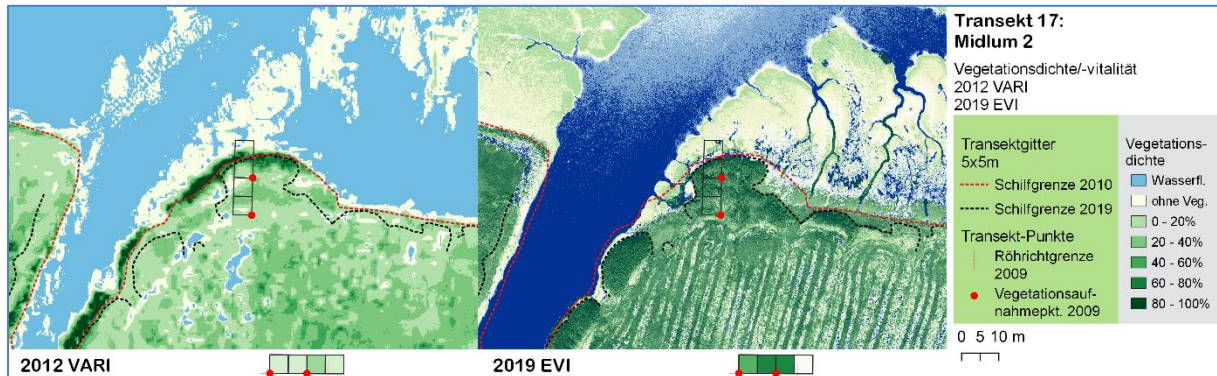 Transekt 17:
Midlum 2
Vegetationsdichte/-vitalität
2012 VARI
2019 EVI
Transektgitter
5x5m
Schilfgrenze 2010
Schilfgrenze 2019
Transekt-Punkte
Röhrichtgrenze
2009
Vegetationsauf-
nahmepkt. 2009
Vegetations-
dichte
Wasserfl.
ohne Veg.
0 - 20%
20 - 40%
40 - 60%
60 - 80%
80 - 100%
0 5 10 m
2012 VARI
2019 EVI